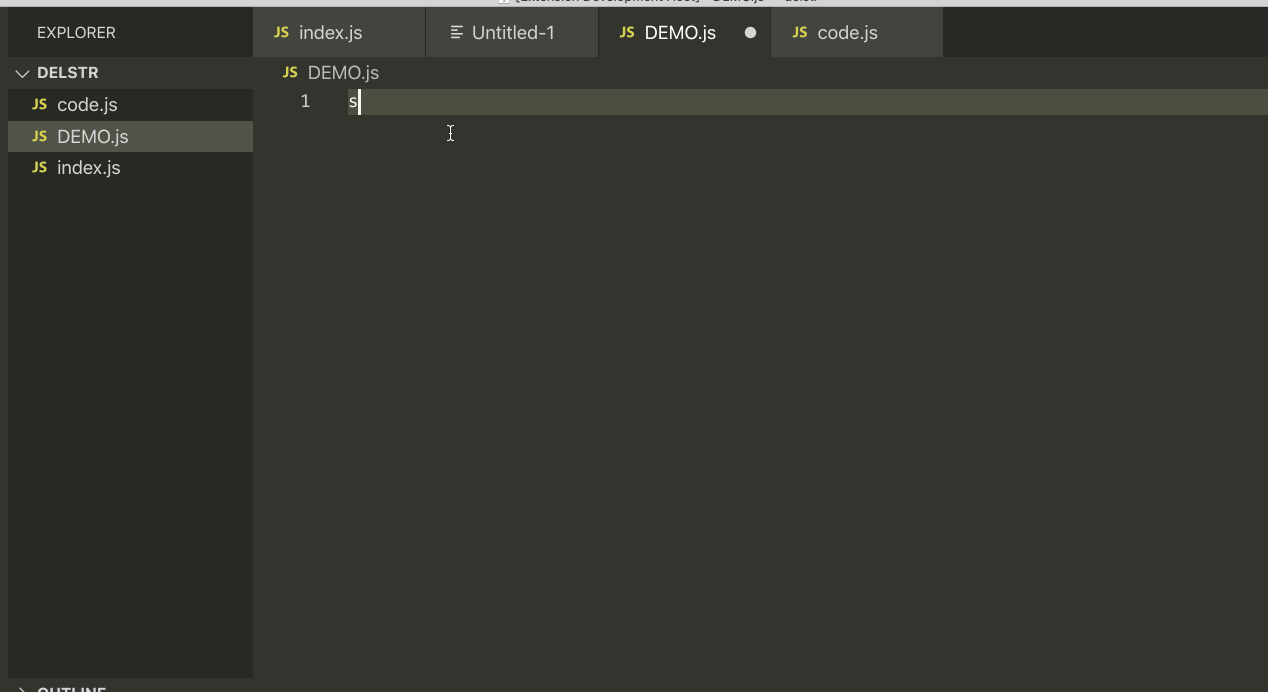 EXPLORER
DELSTR
JS code.js
JS DEMO.js
JS index.js
JS index.js
Untitled-1
JS DEMO.js
JS code.js
JS DEMO.js
1 s
OUTLINE